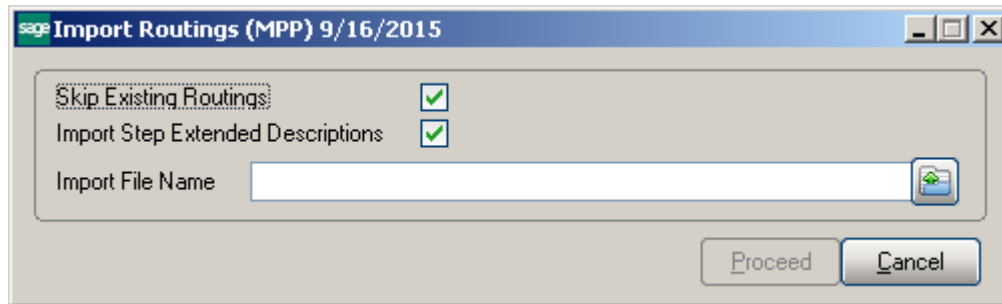 sage Import Routings (MPP) 9/16/2015
Skip Existing Routings
Import Step Extended Descriptions
Import File Name
Proceed Cancel